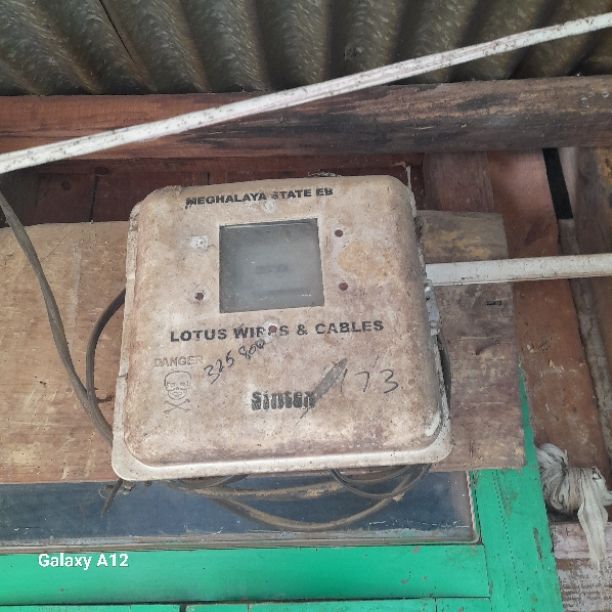 MEGHALAYA STATE EB
LOTUS WIRES & CABLES
DANGER
Sintex
173
Galaxy A12